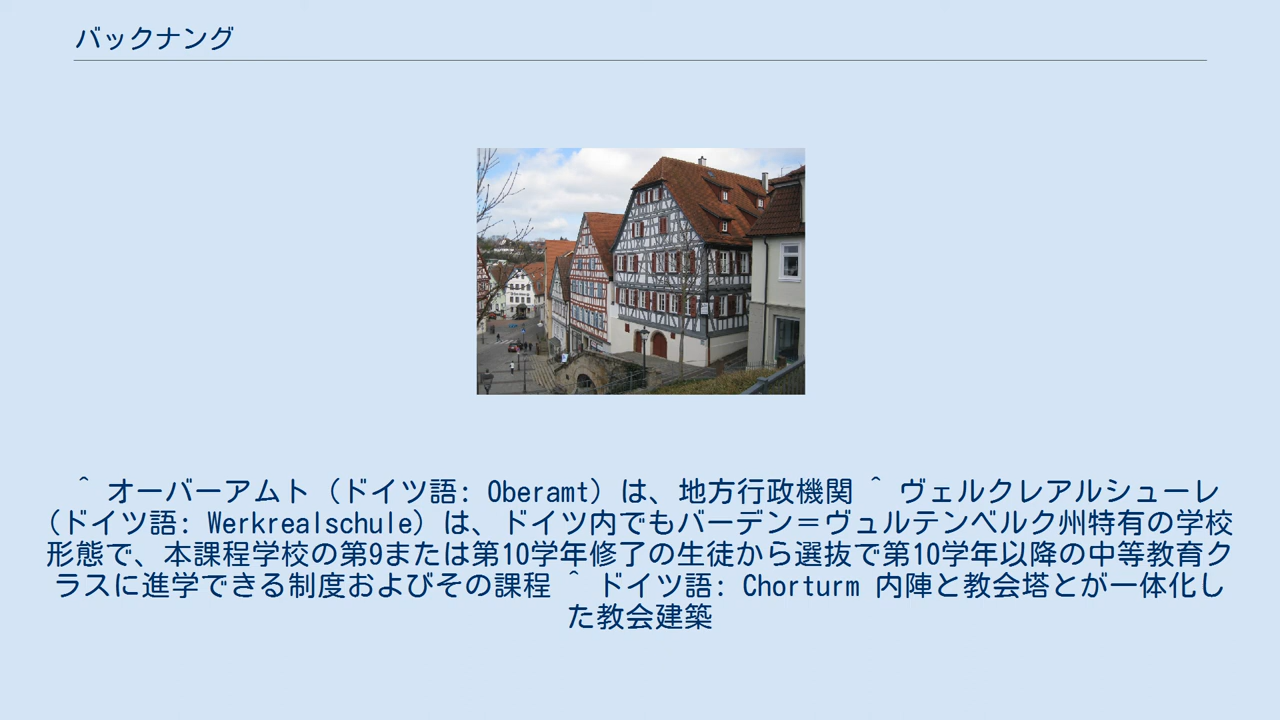 バックナング
^ オーバーアムト（ドイツ語: Oberamt）は、地方行政機関 ^ ヴェルクレアルシューレ
（ドイツ語: Werkrealschule）は、ドイツ内でもバーデン＝ヴュルテンベルク州特有の学校
形態で、本課程学校の第9または第10学年修了の生徒から選抜で第10学年以降の中等教育ク
ラスに進学できる制度およびその課程 ^ ドイツ語: Chorturm 内陣と教会塔とが一体化し
た教会建築